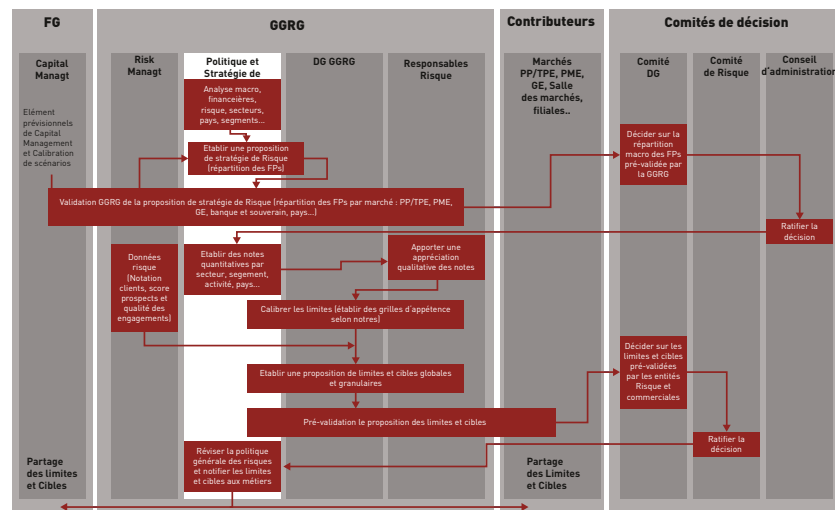 FG
GGRG
Contributeurs
Comités de décision
Capital
Managt
Risk
Managt
Politique et
Stratégie de
DG GGRG
Responsables
Risque
Marchés
PP/TPE, PME,
GE, Salle
des marchés,
filiales..
Comité
DG
Comité
de Risque
Conseil
d'administration
Elément
prévisionnels
de Capital
Management
et Calibration
de scénarios
Analyse macro,
financeières,
risque, secteurs,
pays, segments...
Etablir une proposition
de stratégie de Risque
(répartition des FPs)
Décider sur la
répartition
macro des FPs
pré-validée par
la GGRG
Validation GGRG de la proposition de stratégie de Risque (répartition des FPs par marché : PP/TPE, PME,
GE, banque et souverain, pays...)
Ratifier la
décision
Données
risque
(Notation
clients, score
prospects et
qualité des
engagements)
Etablir des notes
quantitatives par
secteur, segement,
activité, pays...
Apporter une
appréciation
qualitative des notes
Calibrer les limites (établir des grilles d'appétence
selon notres)
Etablir une proposition de limites et cibles globales
et granulaires
Décider sur les
limites et cibles
pré-validées
par les entités
Risque et
commerciales
Pré-validation le proposition des limites et cibles
Ratifier la
décision
Réviser la politique
générale des risques
et notifier les limites
et cibles aux métiers
Partage
des limites
et Cibles
Partage
des Limites
et Cibles